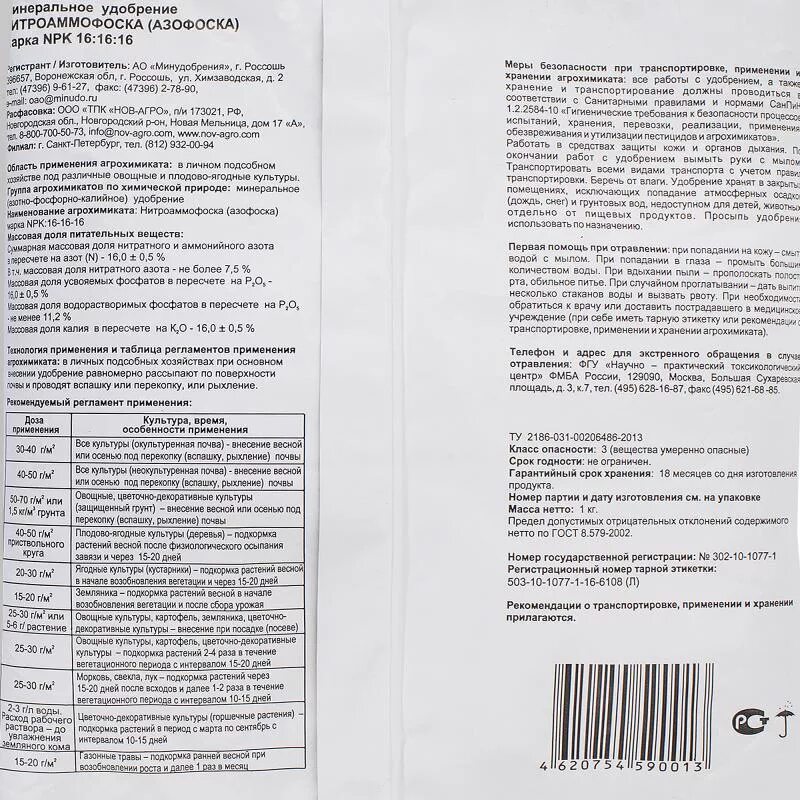 инеральное удобрение
ИТРОАММОФОСКА (АЗОФОСКА)
арка NPK 16:16:16
Регистрант / Изготовитель: АО «Минудобрения», г. Россошь
396657, Воронежская обл, г. Россошь, ул. Химзаводская, д. 2
тел: (47396) 9-61-27, факс: (47396) 2-78-90,
e-mail: oao@minudo.ru
Расфасовка: ООО «ТПК «НОВ-АГРО», п/и 173021, РФ,
Новгородская обл., Новгородский р-он, Новая Мельница, дом 17 «А»,
тел. 8-800-700-50-73, info@nov-agro.com, www.nov-agro.com
Филиал: г. Санкт-Петербург, тел. (812) 932-00-94
Область применения агрохимиката: в личном подсобном
хозяйстве под различные овощные и плодово-ягодные культуры.
Группа агрохимикатов по химической природе: минеральное
(азотно-фосфорно-калийное) удобрение
Наименование агрохимиката: Нитроаммофоска (азофоска)
марка NPK:16-16-16
Массовая доля питательных веществ:
Суммарная массовая доля нитратного и аммонийного азота
в пересчете на азот (N) - 16,0 ± 0,5 %
В т.ч. массовая доля нитратного азота - не более 7,5 %
Массовая доля усвояемых фосфатов в пересчете на P₂O₅ -
16,0 ± 0,5 %
Массовая доля водорастворимых фосфатов в пересчете на P₂O₅
- не менее 11,2 %
Массовая доля калия в пересчете на K₂O - 16,0 ± 0,5 %
Технология применения и таблица регламентов применения
агрохимиката: в личных подсобных хозяйствах при основном
внесении удобрение равномерно рассыпают по поверхности
почвы и проводят вспашку или перекопку, или рыхление.
Рекомендуемый регламент применения:
Доза
применения
Культура, время,
особенности применения
30-40 г/м²
Все культуры (окультуренная почва) - внесение весной
или осенью под перекопку (вспашку, рыхление) почвы
40-50 г/м²
Все культуры (неокультуренная почва) - внесение весной
или осенью под перекопку (вспашку, рыхление) почвы
50-70 г/м² или
1,5 кг/м³ грунта
Овощные, цветочно-декоративные культуры
(защищенный грунт) – внесение весной или осенью под
перекопку (вспашку, рыхление) почвы
40-50 г/м²
приствольного
круга
Плодово-ягодные культуры (деревья) – подкормка
растений весной после физиологического осыпания
завязи и через 15-20 дней
20-30 г/м²
Ягодные культуры (кустарники) – подкормка растений весной
в начале возобновления вегетации и через 15-20 дней
15-20 г/м²
Земляника – подкормка растений весной в начале
возобновления вегетации и после сбора урожая
25-30 г/м² или
5-6 г/ растение
Овощные культуры, картофель, земляника, цветочно-
декоративные культуры – внесение при посадке (посеве)
25-30 г/м²
Овощные культуры, картофель, цветочно-декоративные
культуры – подкормка растений 2-4 раза в течение
вегетационного периода с интервалом 15-20 дней
25-30 г/м²
Морковь, свекла, лук – подкормка растений через
15-20 дней после всходов и далее 1-2 раза в течение
вегетационного периода с интервалом 10-15 дней
2-3 г/л воды.
Расход рабочего
раствора – до
увлажнения
земляного кома
Цветочно-декоративные культуры (горшечные растения) –
подкормка растений в период с марта по сентябрь с
интервалом 10-15 дней
15-20 г/м²
Газонные травы – подкормка ранней весной при
возобновлении роста и далее 1 раз в месяц
Меры безопасности при транспортировке, применении и
хранении агрохимиката: все работы с удобрением, а также
хранение и транспортирование должны проводиться в
соответствии с Санитарными правилами и нормами СанПиН
1.2.2584-10 «Гигиенические требования к безопасности процессов
испытаний, хранения, перевозки, реализации, применения,
обезвреживания и утилизации пестицидов и агрохимикатов».
Работать в средствах защиты кожи и органов дыхания. По
окончании работ с удобрением вымыть руки с мылом.
Транспортировать всеми видами транспорта с учетом правил
транспортировки. Беречь от влаги. Удобрение хранят в закрытых
помещениях, исключающих попадание атмосферных осадков
(дождь, снег) и грунтовых вод, недоступном для детей, животных,
отдельно от пищевых продуктов. Просыпь удобрения
использовать по назначению.
Первая помощь при отравлении: при попадании на кожу – смыть
водой с мылом. При попадании в глаза – промыть большим
количеством воды. При вдыхании пыли – прополоскать полость
рта, обильное питье. При случайном проглатывании – дать выпить
несколько стаканов воды и вызвать рвоту. При необходимости
обратиться к врачу или доставить пострадавшего в медицинское
учреждение (при себе иметь тарную этикетку или рекомендации о
транспортировке, применении и хранении агрохимиката).
Телефон и адрес для экстренного обращения в случае
отравления: ФГУ «Научно – практический токсикологический
центр» ФМБА России, 129090, Москва, Большая Сухаревская
площадь, д. 3, к.7, тел. (495) 628-16-87, факс (495) 621-68-85.
ТУ 2186-031-00206486-2013
Класс опасности: 3 (вещества умеренно опасные)
Срок годности: не ограничен.
Гарантийный срок хранения: 18 месяцев со дня изготовления
продукта.
Номер партии и дату изготовления см. на упаковке
Масса нетто: 1 кг.
Предел допустимых отрицательных отклонений содержимого
нетто по ГОСТ 8.579-2002.
Номер государственной регистрации: № 302-10-1077-1
Регистрационный номер тарной этикетки:
503-10-1077-1-16-6108 (Л)
Рекомендации о транспортировке, применении и хранении
прилагаются.
4 620754 590013
РСТ